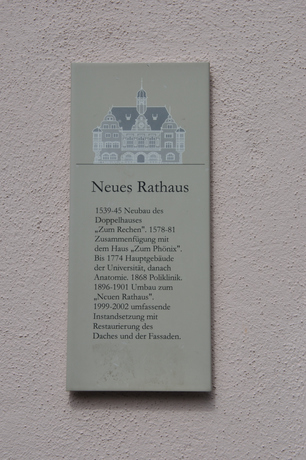 Neues Rathaus
1539-45 Neubau des
Doppelhauses
„Zum Rechen". 1578-81
Zusammenfügung mit
dem Haus „Zum Phönix".
Bis 1774 Hauptgebäude
der Universität, danach
Anatomie. 1868 Poliklinik.
1896-1901 Umbau zum
„Neuen Rathaus".
1999-2002 umfassende
Instandsetzung mit
Restaurierung des
Daches und der Fassaden.